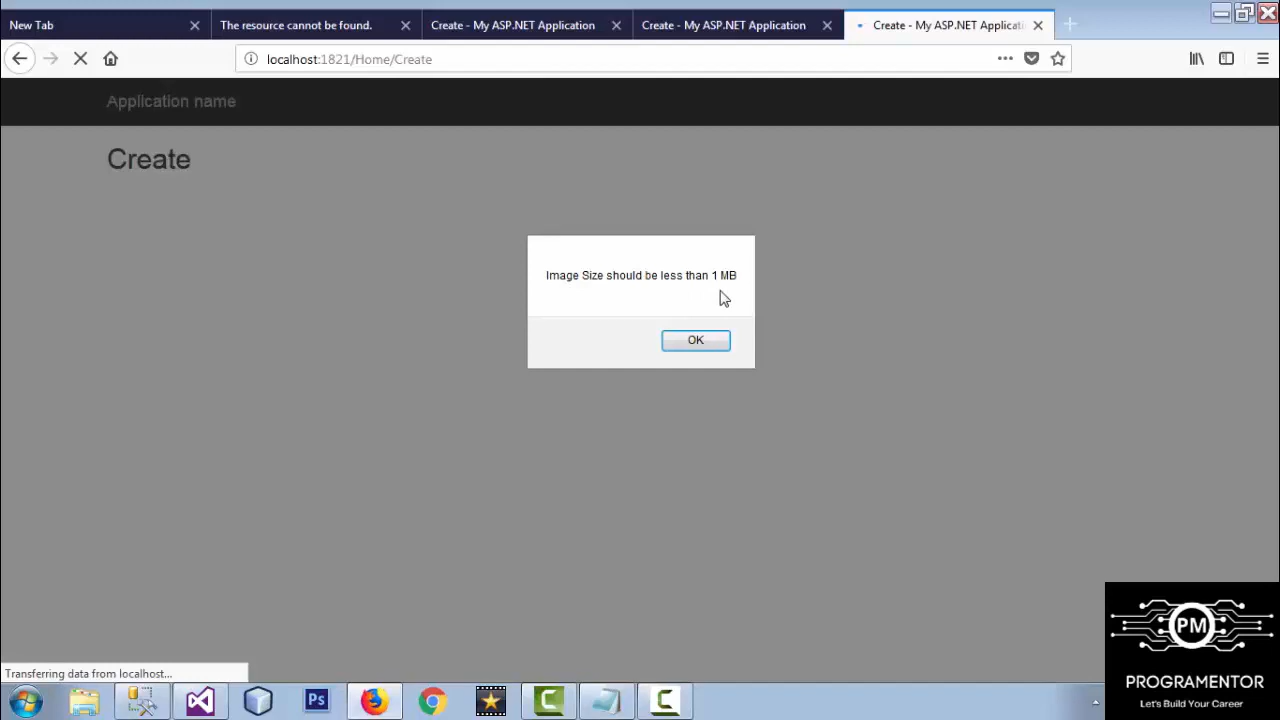 New Tab
The resource cannot be found.
Create - My ASP.NET Application
Create - My ASP.NET Application
Create - My ASP.NET Applicati
localhost:1821/Home/Create
Application name
Create
Image Size should be less than 1 MB
OK
Transferring data from localhost...
Ps
PM
PROGRAMENTOR
Let's Build Your Career